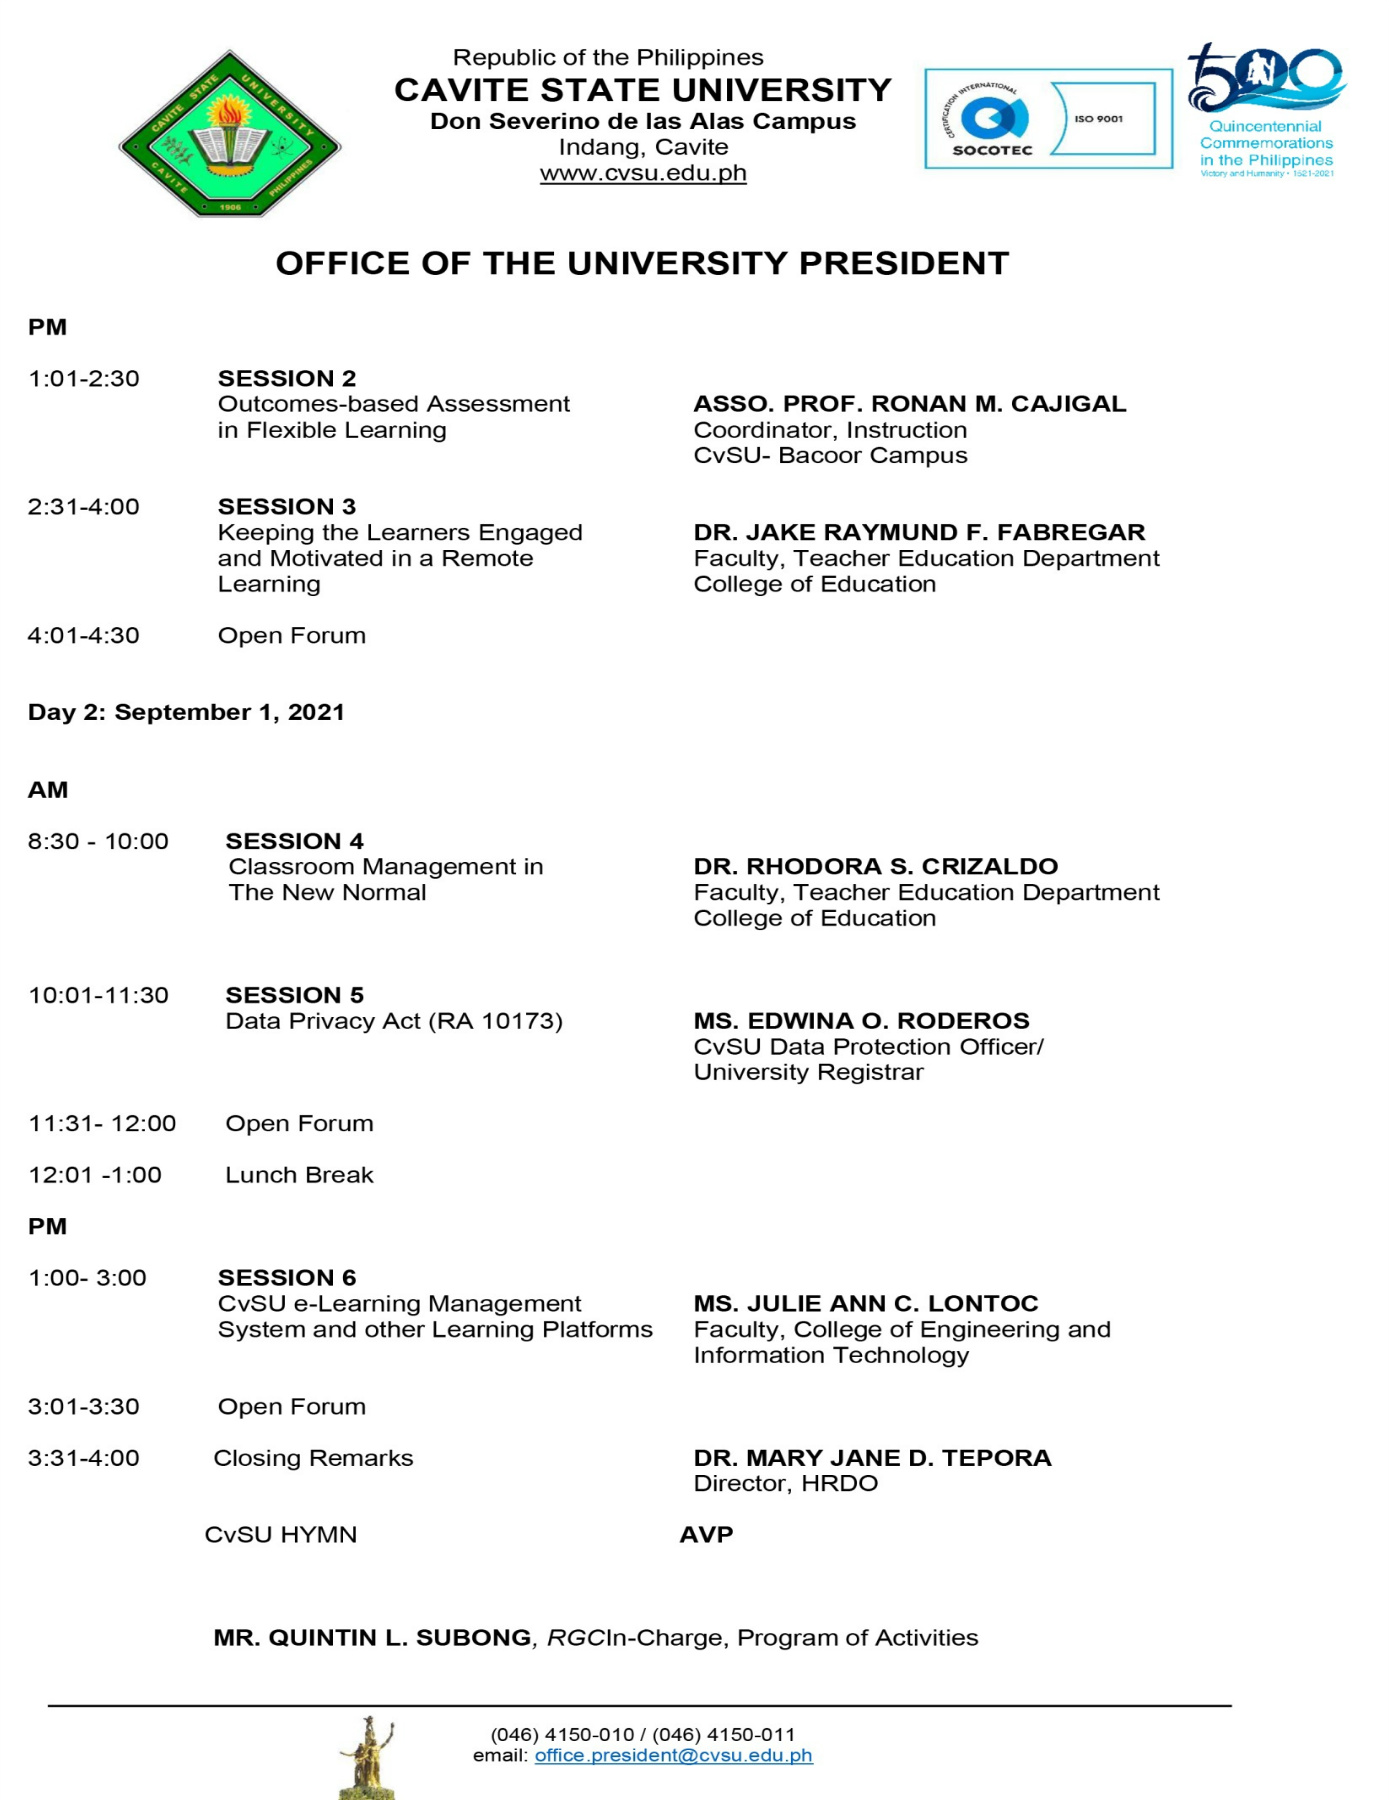 Republic of the Philippines
CAVITE STATE UNIVERSITY
Don Severino de las Alas Campus
Indang, Cavite
www.cvsu.edu.ph
CAVITE STATE UNIVERSITY
CAVITE PHILIPPINES
1906
CERTIFICATION INTERNATIONAL
SOCOTEC
ISO 9001
500
Quincentennial
Commemorations
in the Philippines
Victory and Humanity • 1521-2021
OFFICE OF THE UNIVERSITY PRESIDENT
PM
1:01-2:30 SESSION 2
Outcomes-based Assessment ASSO. PROF. RONAN M. CAJIGAL
in Flexible Learning Coordinator, Instruction
CvSU- Bacoor Campus
2:31-4:00 SESSION 3
Keeping the Learners Engaged DR. JAKE RAYMUND F. FABREGAR
and Motivated in a Remote Faculty, Teacher Education Department
Learning College of Education
4:01-4:30 Open Forum
Day 2: September 1, 2021
AM
8:30 - 10:00 SESSION 4
Classroom Management in DR. RHODORA S. CRIZALDO
The New Normal Faculty, Teacher Education Department
College of Education
10:01-11:30 SESSION 5
Data Privacy Act (RA 10173) MS. EDWINA O. RODEROS
CvSU Data Protection Officer/
University Registrar
11:31- 12:00 Open Forum
12:01 -1:00 Lunch Break
PM
1:00- 3:00 SESSION 6
CvSU e-Learning Management MS. JULIE ANN C. LONTOC
System and other Learning Platforms Faculty, College of Engineering and
Information Technology
3:01-3:30 Open Forum
3:31-4:00 Closing Remarks DR. MARY JANE D. TEPORA
Director, HRDO
CvSU HYMN AVP
MR. QUINTIN L. SUBONG, RGCIn-Charge, Program of Activities
(046) 4150-010 / (046) 4150-011
email: office.president@cvsu.edu.ph